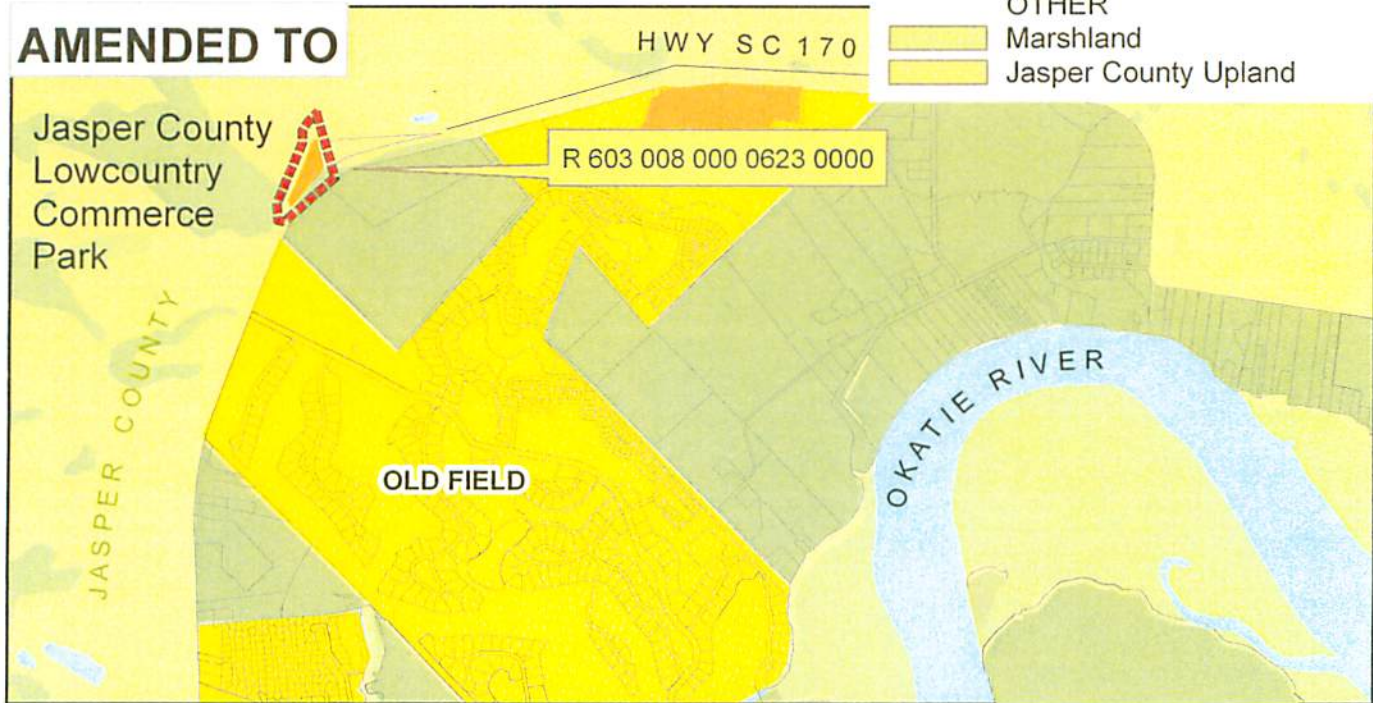 AMENDED TO
HWY SC 170
OTHER
Marshland
Jasper County Upland
Jasper County
Lowcountry
Commerce
Park
R 603 008 000 0623 0000
JASPER COUNTY
OLD FIELD
OKATIE RIVER